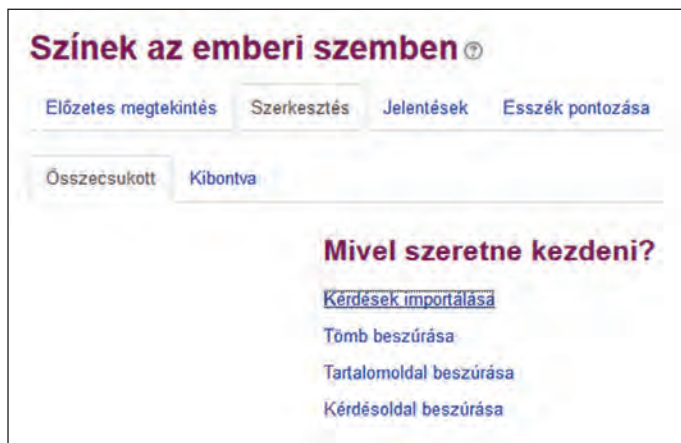 Színek az emberi szemben ?
Előzetes megtekintés Szerkesztés Jelentések Esszék pontozása
Összecsukott Kibontva
Mivel szeretne kezdeni?
Kérdések importálása
Tömb beszúrása
Tartalomoldal beszúrása
Kérdésoldal beszúrása